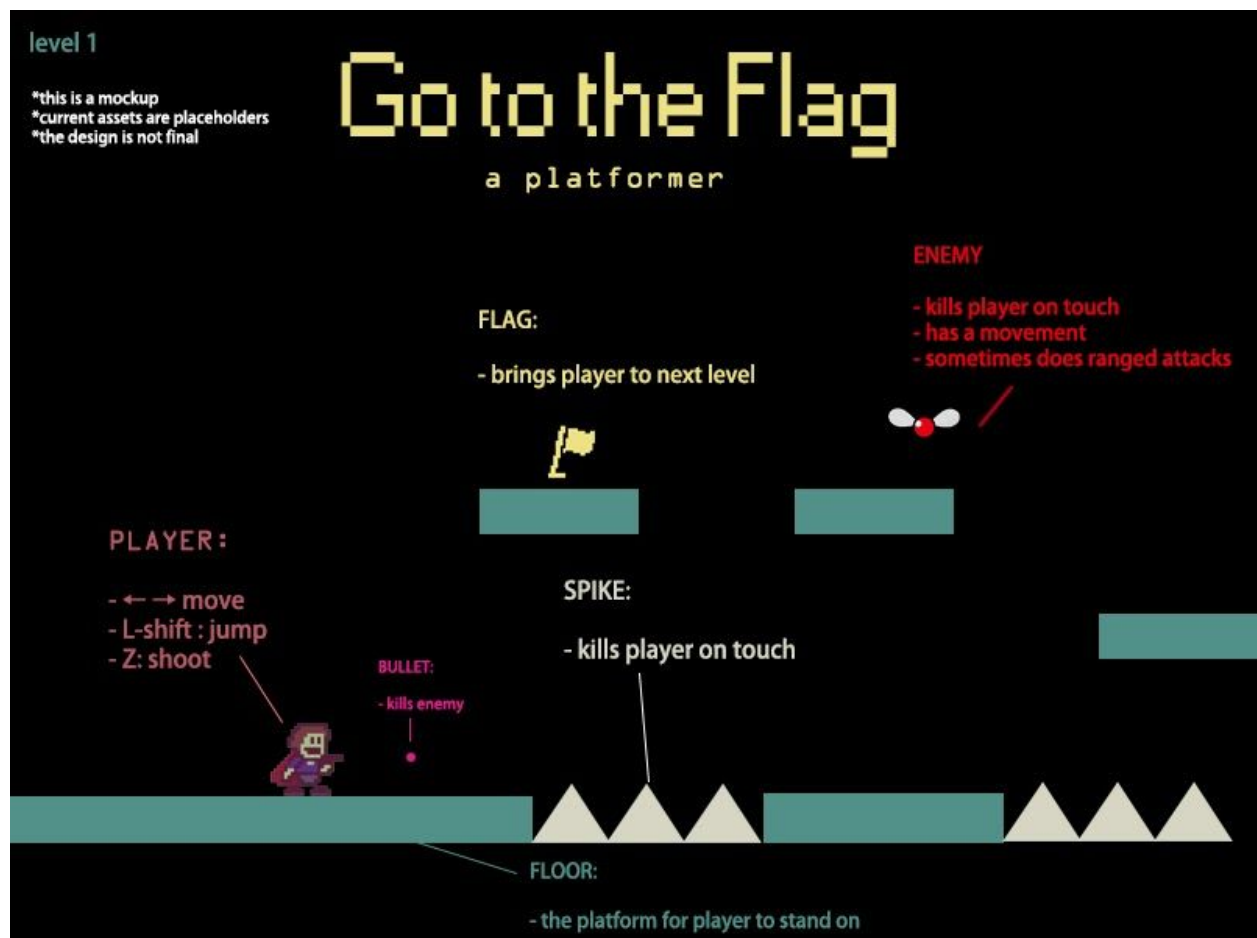 level 1
*this is a mockup
*current assets are placeholders
*the design is not final
Go to the Flag
a platformer
ENEMY
- kills player on touch
- has a movement
- sometimes does ranged attacks
FLAG:
- brings player to next level
PLAYER:
- ← → move
- L-shift : jump
- Z: shoot
BULLET:
- kills enemy
SPIKE:
- kills player on touch
FLOOR:
- the platform for player to stand on